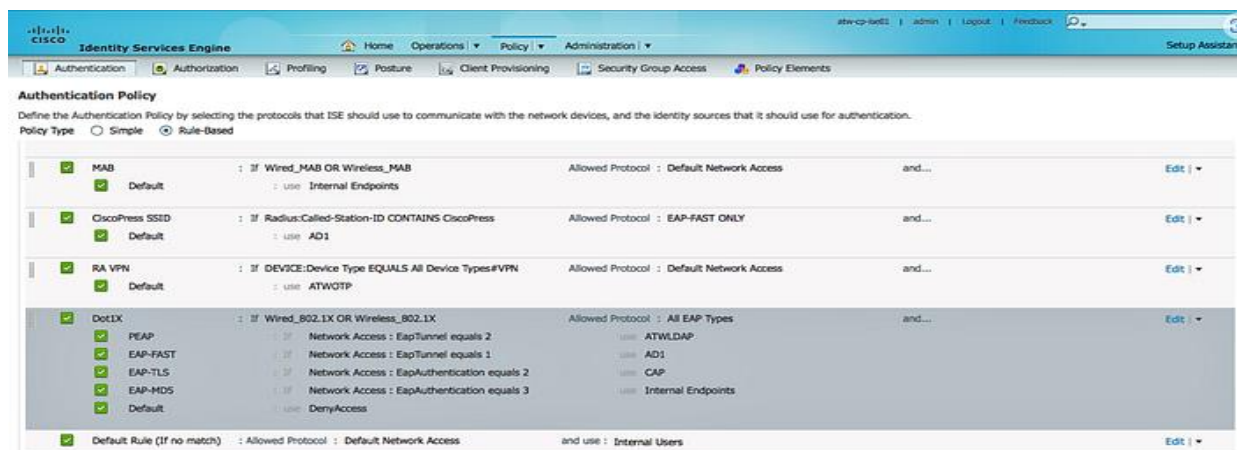 atw-cp-ise01 | admin | Logout | Feedback
CISCO Identity Services Engine Home Operations Policy Administration Setup Assistan
Authentication Authorization Profiling Posture Client Provisioning Security Group Access Policy Elements
Authentication Policy
Define the Authentication Policy by selecting the protocols that ISE should use to communicate with the network devices, and the identity sources that it should use for authentication.
Policy Type Simple Rule-Based
MAB : If Wired_MAB OR Wireless_MAB Allowed Protocol : Default Network Access and... Edit |
Default : use Internal Endpoints
CiscoPress SSID : If Radius:Called-Station-ID CONTAINS CiscoPress Allowed Protocol : EAP-FAST ONLY and... Edit |
Default : use AD1
RA VPN : If DEVICE:Device Type EQUALS All Device Types#VPN Allowed Protocol : Default Network Access and... Edit |
Default : use ATWOTP
Dot1X : If Wired_802.1X OR Wireless_802.1X Allowed Protocol : All EAP Types and... Edit |
PEAP : If Network Access : EapTunnel equals 2 use ATWLDAP
EAP-FAST : If Network Access : EapTunnel equals 1 use AD1
EAP-TLS : If Network Access : EapAuthentication equals 2 use CAP
EAP-MD5 : If Network Access : EapAuthentication equals 3 use Internal Endpoints
Default : use DenyAccess
Default Rule (If no match) : Allowed Protocol : Default Network Access and use : Internal Users Edit |